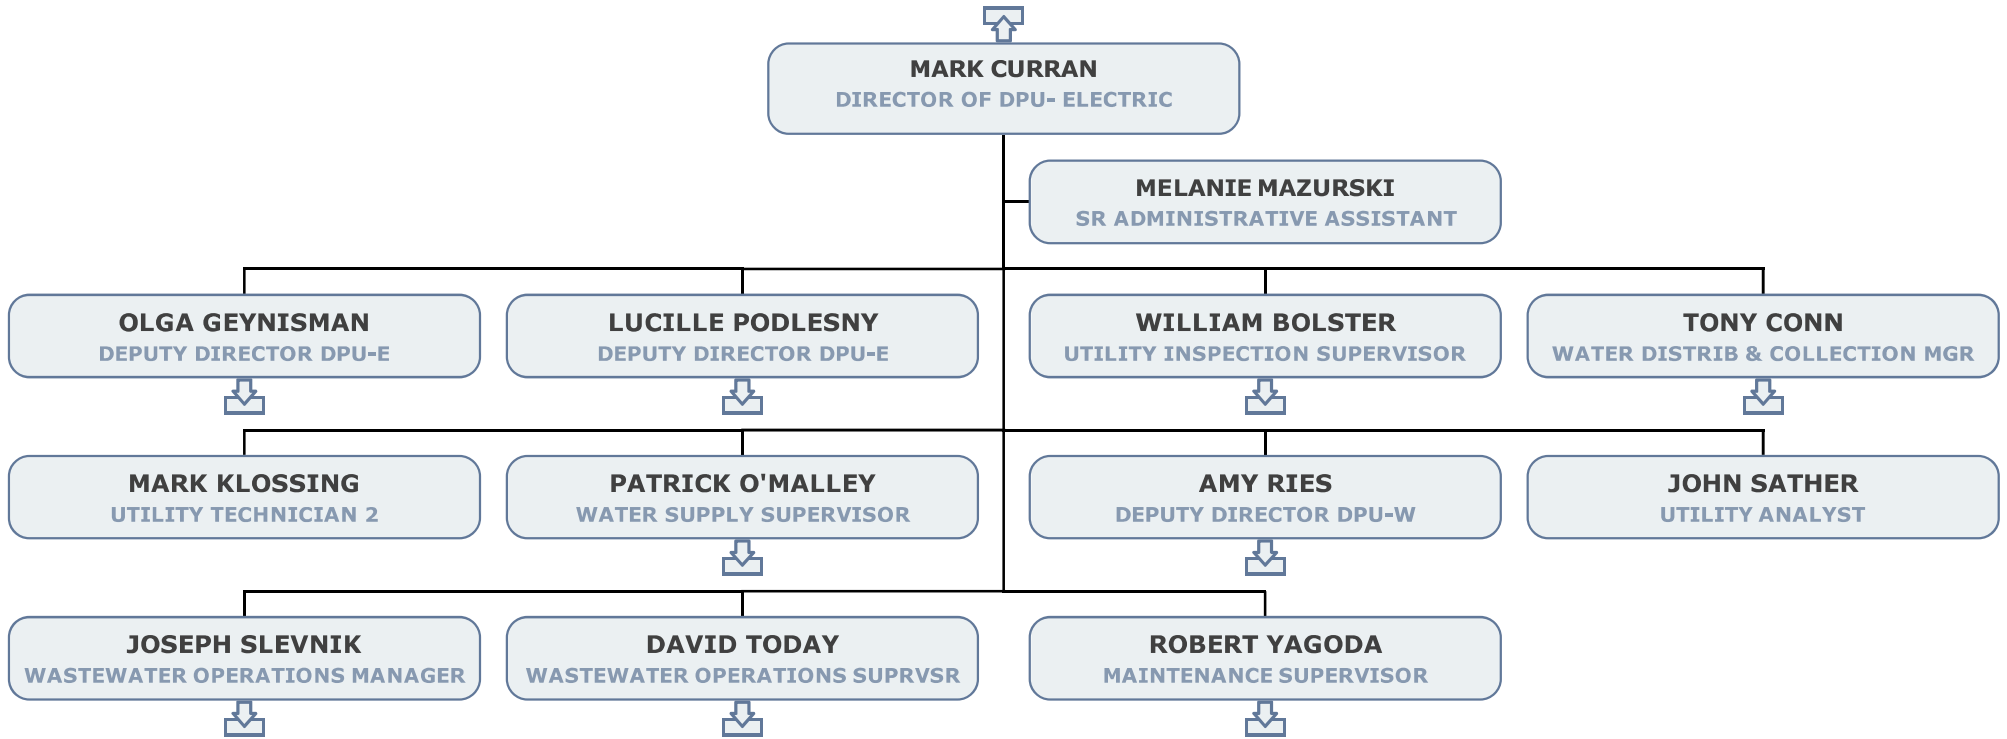 MARK CURRAN
DIRECTOR OF DPU- ELECTRIC
MELANIE MAZURSKI
SR ADMINISTRATIVE ASSISTANT
OLGA GEYNISMAN
DEPUTY DIRECTOR DPU-E
LUCILLE PODLESNY
DEPUTY DIRECTOR DPU-E
WILLIAM BOLSTER
UTILITY INSPECTION SUPERVISOR
TONY CONN
WATER DISTRIB & COLLECTION MGR
MARK KLOSSING
UTILITY TECHNICIAN 2
PATRICK O'MALLEY
WATER SUPPLY SUPERVISOR
AMY RIES
DEPUTY DIRECTOR DPU-W
JOHN SATHER
UTILITY ANALYST
JOSEPH SLEVNIK
WASTEWATER OPERATIONS MANAGER
DAVID TODAY
WASTEWATER OPERATIONS SUPRVSR
ROBERT YAGODA
MAINTENANCE SUPERVISOR